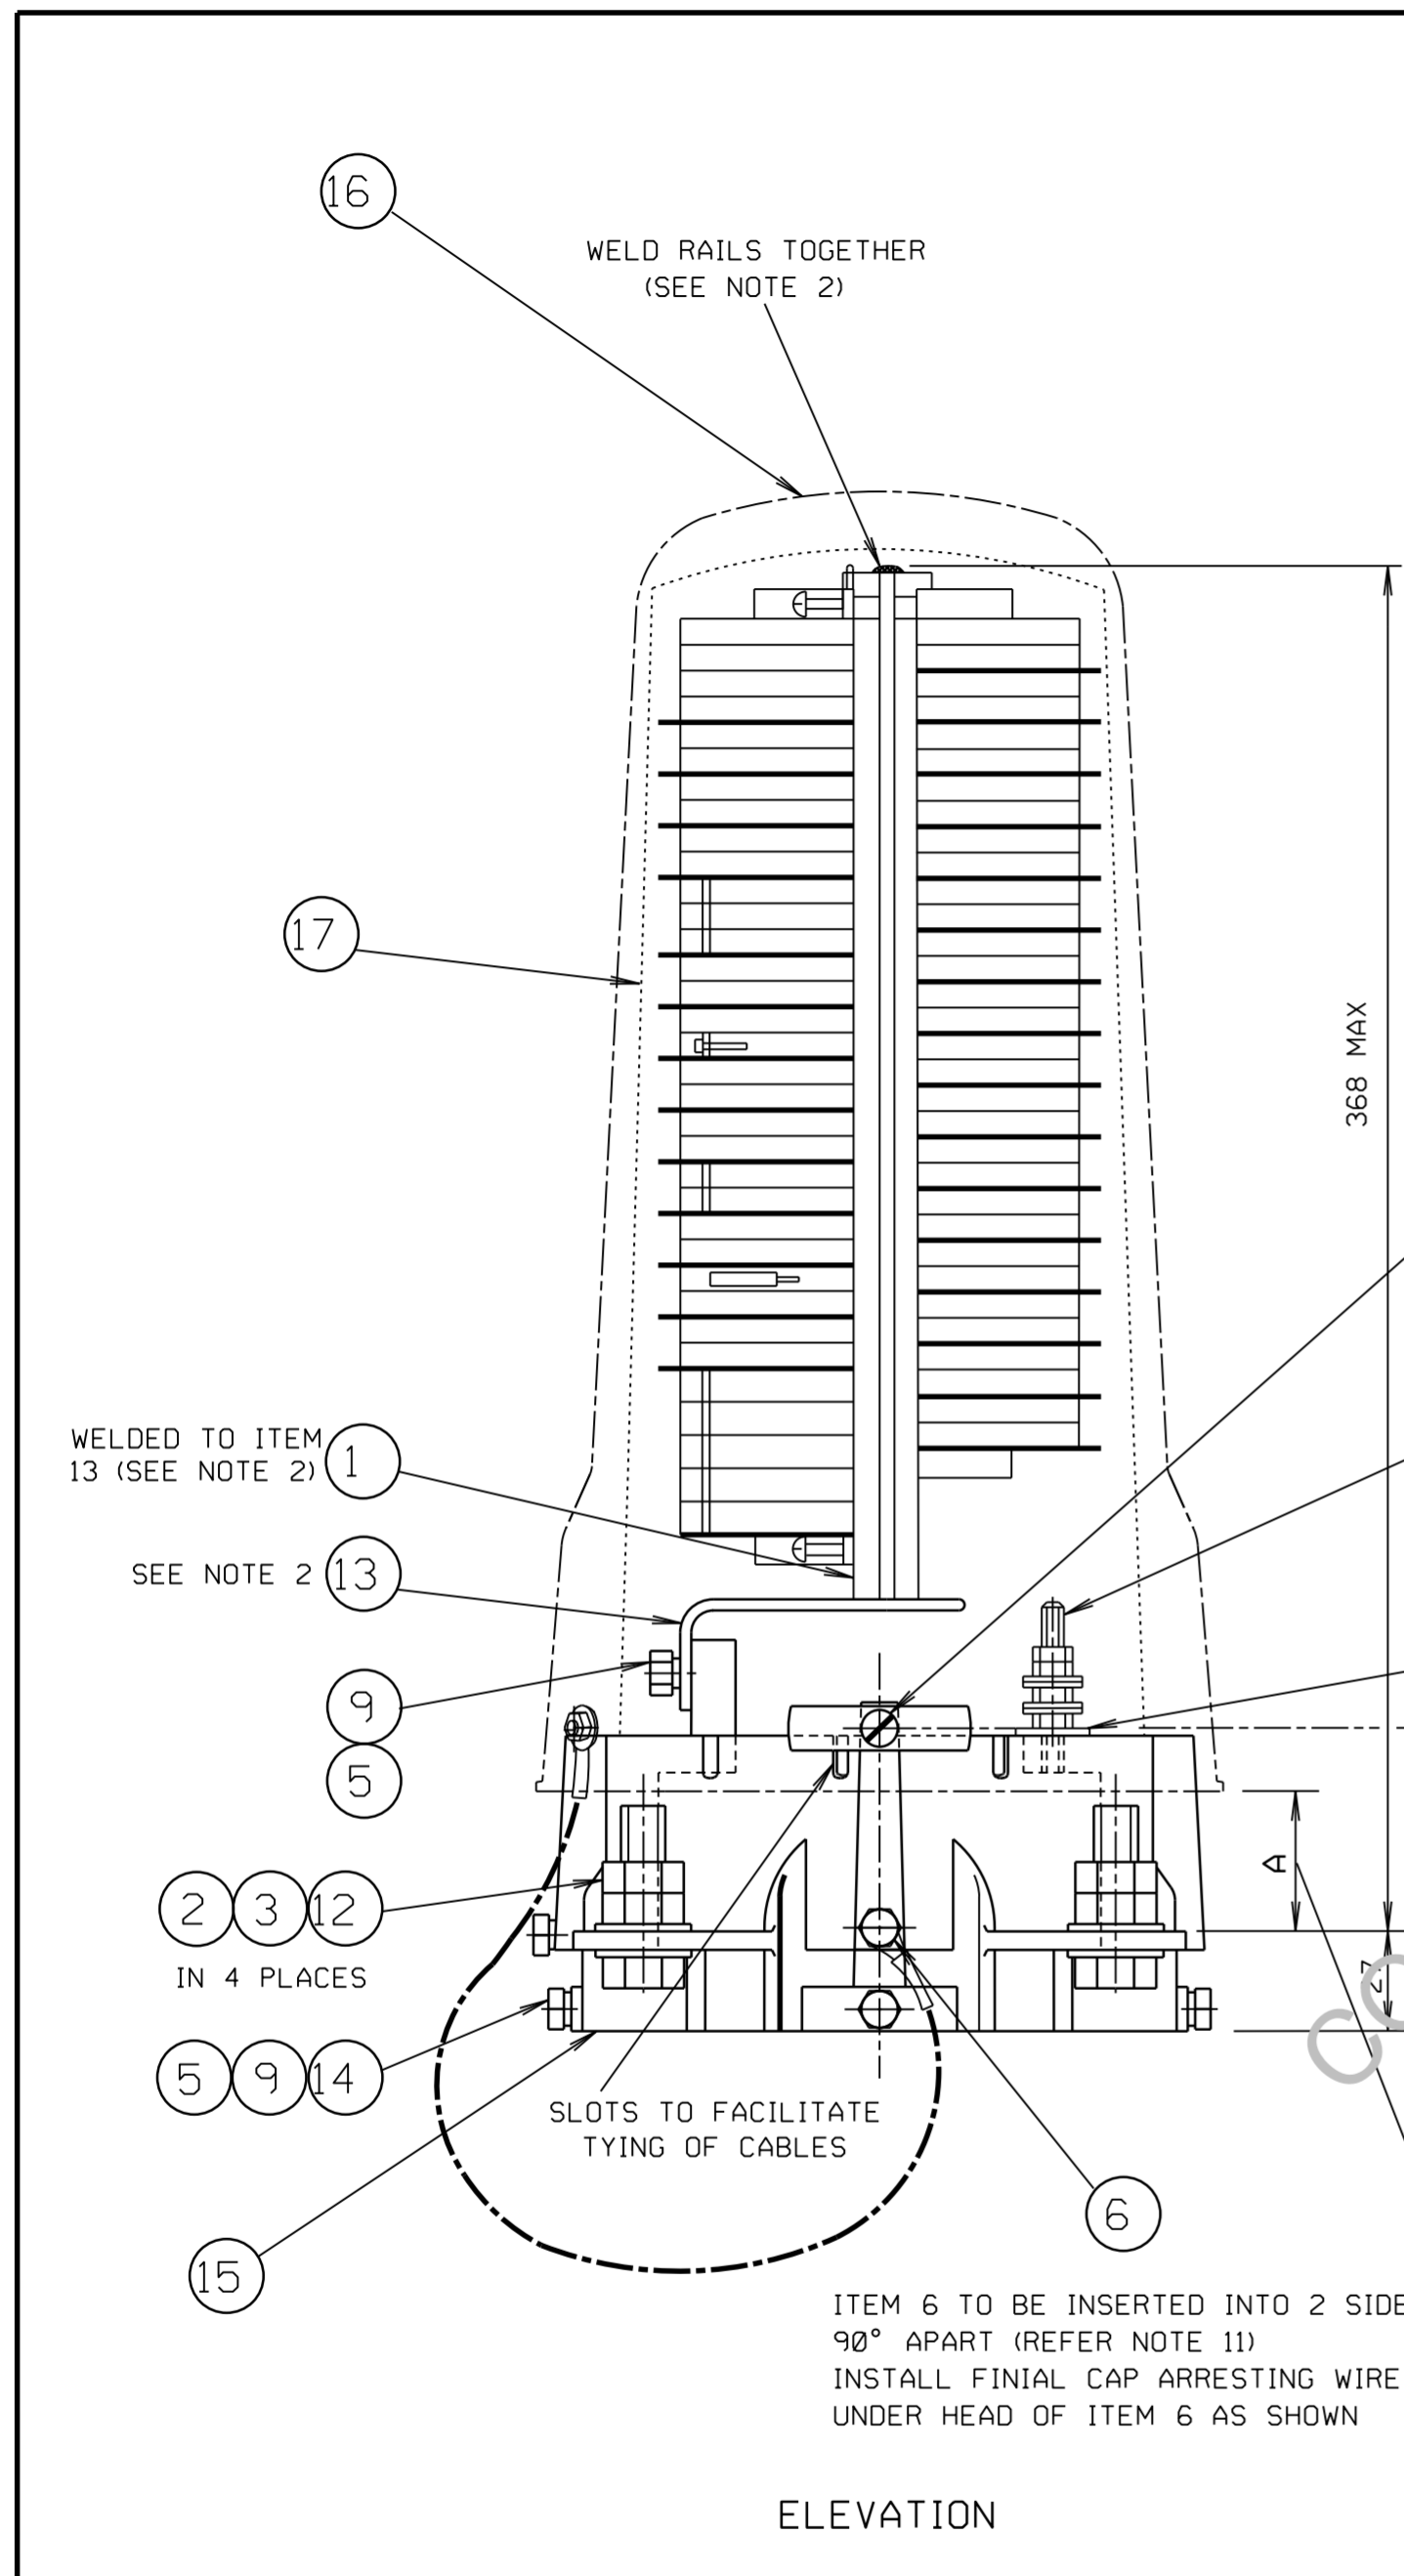 16
WELD RAILS TOGETHER
(SEE NOTE 2)
17
368 MAX
WELDED TO ITEM
13 (SEE NOTE 2) 1
SEE NOTE 2 13
9
5
A
2 3 12
IN 4 PLACES
5 9 14
SLOTS TO FACILITATE
TYING OF CABLES
6
15
ITEM 6 TO BE INSERTED INTO 2 SIDE
90° APART (REFER NOTE 11)
INSTALL FINIAL CAP ARRESTING WIRE
UNDER HEAD OF ITEM 6 AS SHOWN
ELEVATION